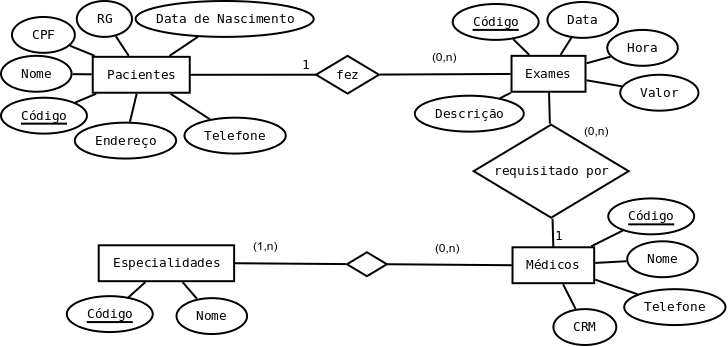 RG
Data de Nascimento
CPF
Nome
Código
Pacientes
Endereço
Telefone
1
fez
(0,n)
Código
Data
Hora
Valor
Exames
Descrição
(0,n)
requisitado por
1
Código
Nome
Médicos
Telefone
CRM
(0,n)
(1,n)
Especialidades
Código
Nome